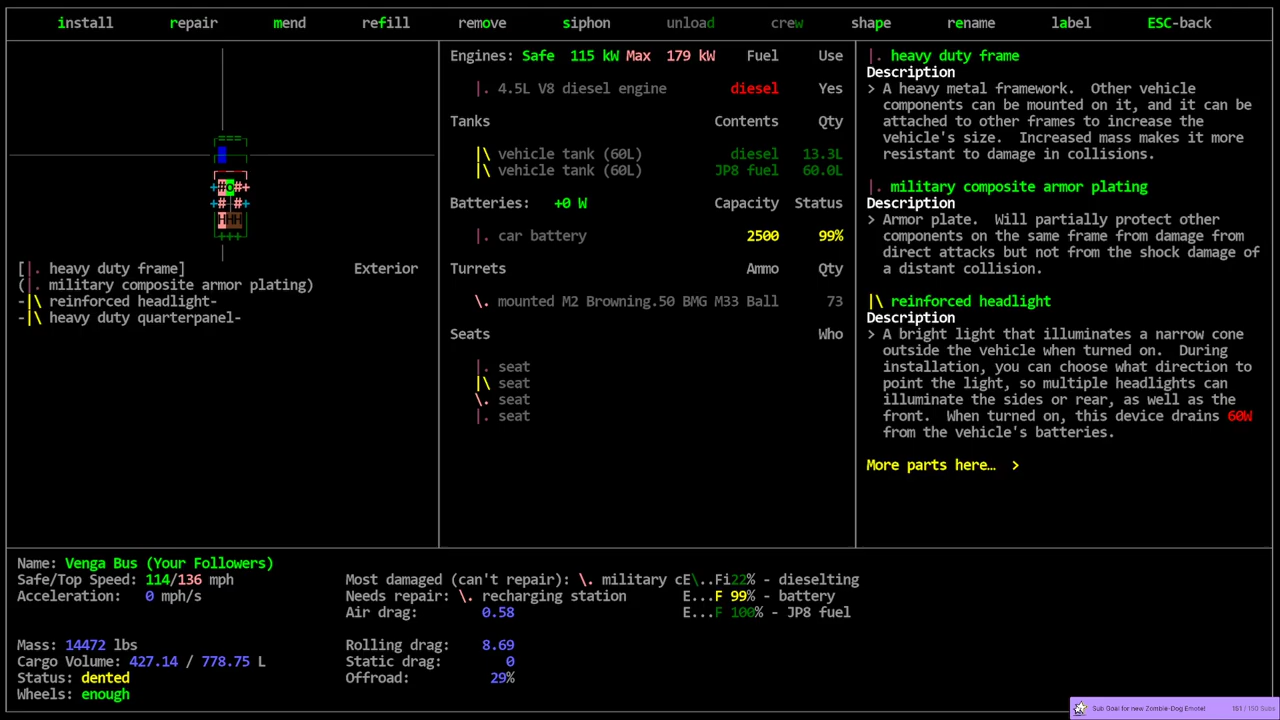 install repair mend refill remove siphon unload crew shape rename label ESC-back
[|. heavy duty frame] Exterior
(|. military composite armor plating)
-|\ reinforced headlight-
-|\ heavy duty quarterpanel-
Engines: Safe 115 kW Max 179 kW Fuel Use
|. 4.5L V8 diesel engine diesel Yes
Tanks Contents Qty
|\ vehicle tank (60L) diesel 13.3L
|\ vehicle tank (60L) JP8 fuel 60.0L
Batteries: +0 W Capacity Status
|. car battery 2500 99%
Turrets Ammo Qty
\. mounted M2 Browning.50 BMG M33 Ball 73
Seats Who
|. seat
|\ seat
\. seat
|. seat
|. heavy duty frame
Description
> A heavy metal framework. Other vehicle
components can be mounted on it, and it can be
attached to other frames to increase the
vehicle's size. Increased mass makes it more
resistant to damage in collisions.
|. military composite armor plating
Description
> Armor plate. Will partially protect other
components on the same frame from damage from
direct attacks but not from the shock damage of
a distant collision.
|\ reinforced headlight
Description
> A bright light that illuminates a narrow cone
outside the vehicle when turned on. During
installation, you can choose what direction to
point the light, so multiple headlights can
illuminate the sides or rear, as well as the
front. When turned on, this device drains 60W
from the vehicle's batteries.
More parts here… >
Name: Venga Bus (Your Followers)
Safe/Top Speed: 114/136 mph
Acceleration: 0 mph/s
Mass: 14472 lbs
Cargo Volume: 427.14 / 778.75 L
Status: dented
Wheels: enough
Most damaged (can't repair): \. military cE\..Fi22% - dieselting
Needs repair: \. recharging station E...F 99% - battery
Air drag: 0.58 E...F 100% - JP8 fuel
Rolling drag: 8.69
Static drag: 0
Offroad: 29%
Sub Goal for new Zombie-Dog Emote! 151 / 150 Subs